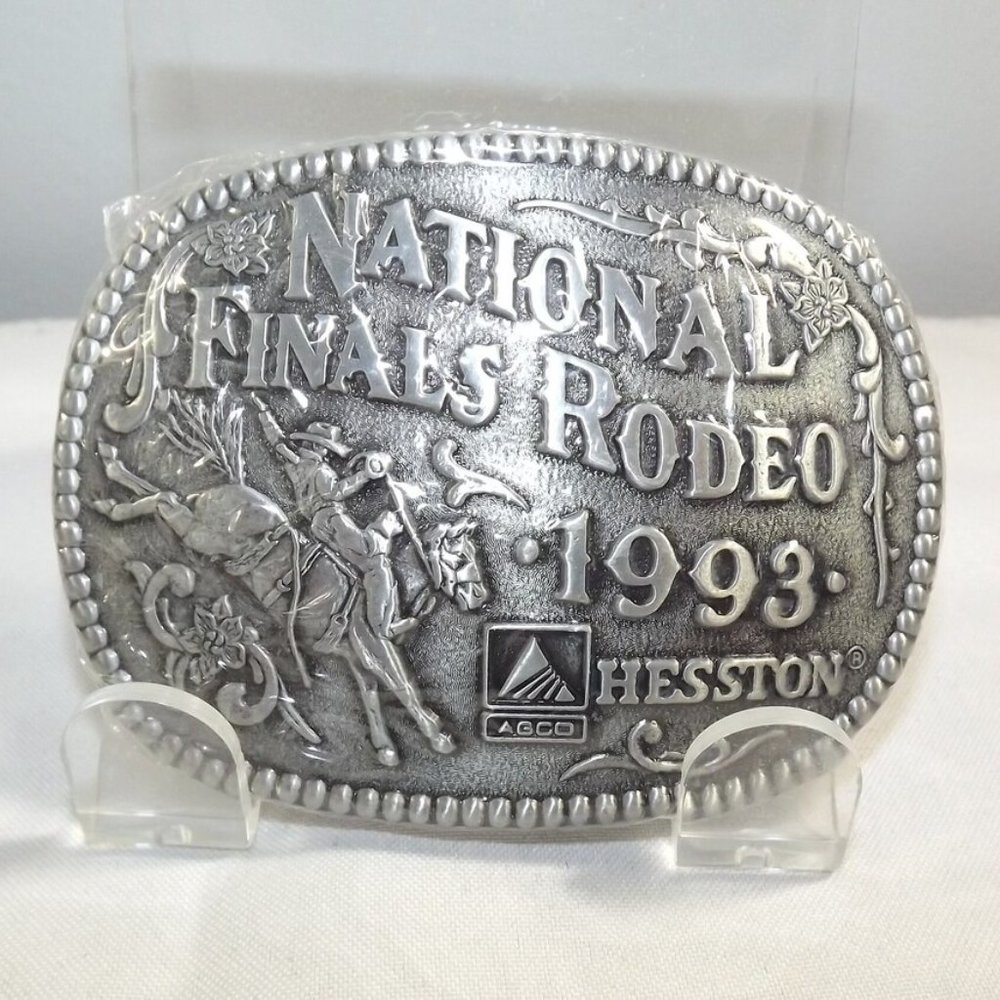 NATIONAL
FINALS RODEO
·1993·
HESSTON®
AGCO